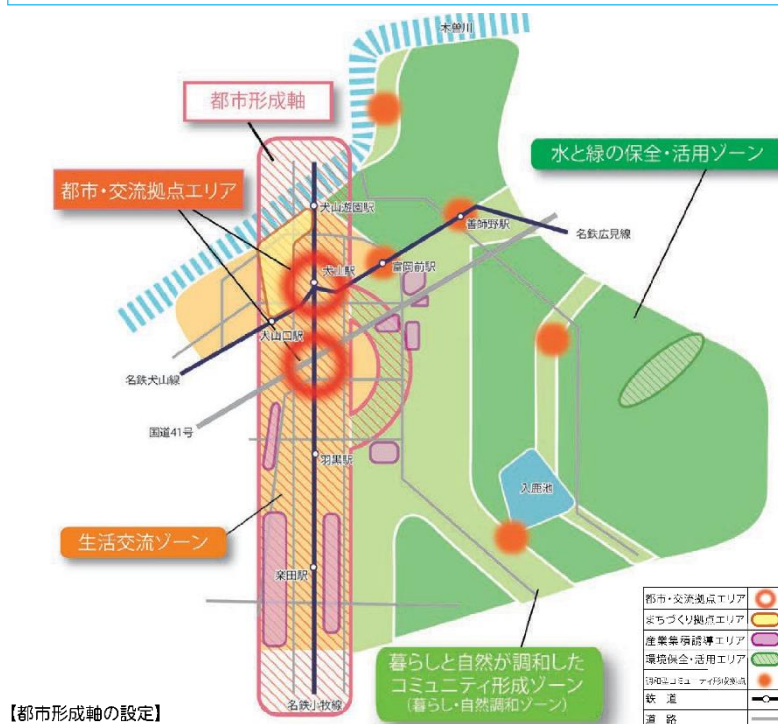 木曽川
都市形成軸
水と緑の保全・活用ゾーン
都市・交流拠点エリア
犬山遊園駅
善師野駅
名鉄広見線
富岡前駅
犬山駅
犬山口駅
名鉄犬山線
国道41号
羽黒駅
入鹿池
生活交流ゾーン
楽田駅
暮らしと自然が調和した
コミュニティ形成ゾーン
(暮らし・自然調和ゾーン)
名鉄小牧線
都市・交流拠点エリア
まちづくり拠点エリア
産業集積誘導エリア
環境保全・活用エリア
鉄 道
道 路
【都市形成軸の設定】